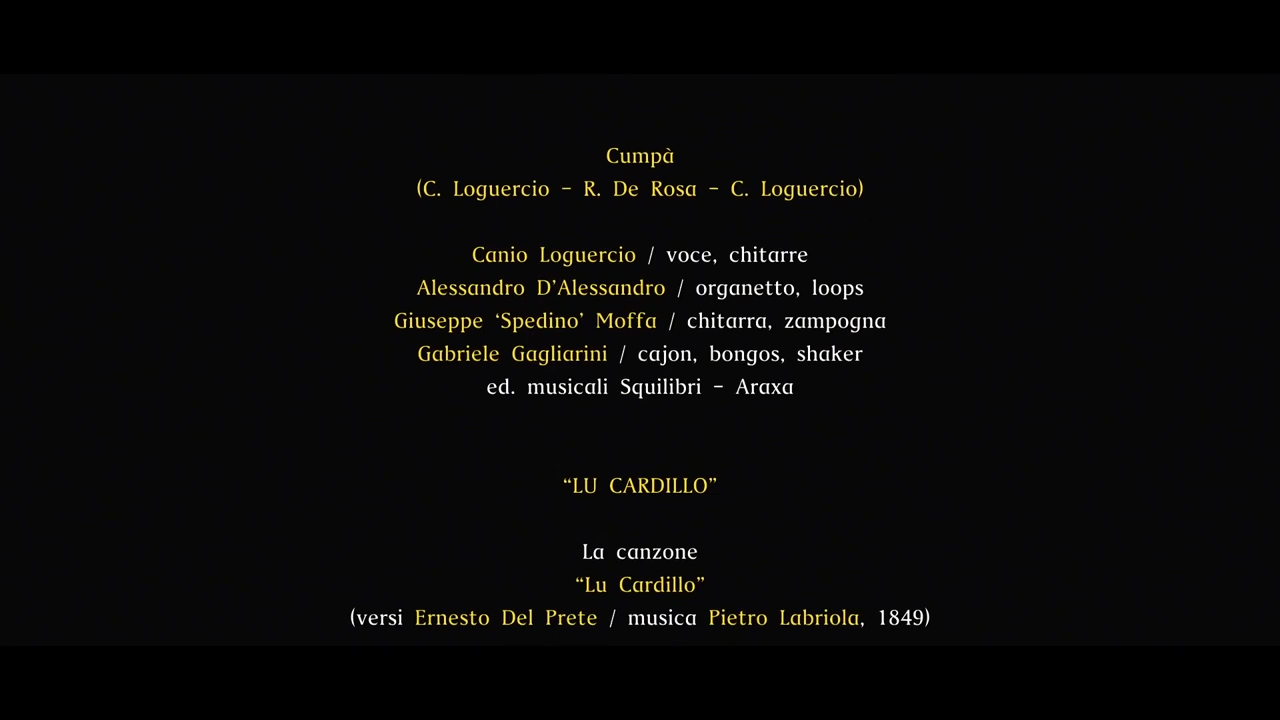 Cumpà
(C. Loguercio – R. De Rosa – C. Loguercio)
Canio Loguercio / voce, chitarre
Alessandro D’Alessandro / organetto, loops
Giuseppe ‘Spedino’ Moffa / chitarra, zampogna
Gabriele Gagliarini / cajon, bongos, shaker
ed. musicali Squilibri – Araxa
“LU CARDILLO”
La canzone
“Lu Cardillo”
(versi Ernesto Del Prete / musica Pietro Labriola, 1849)